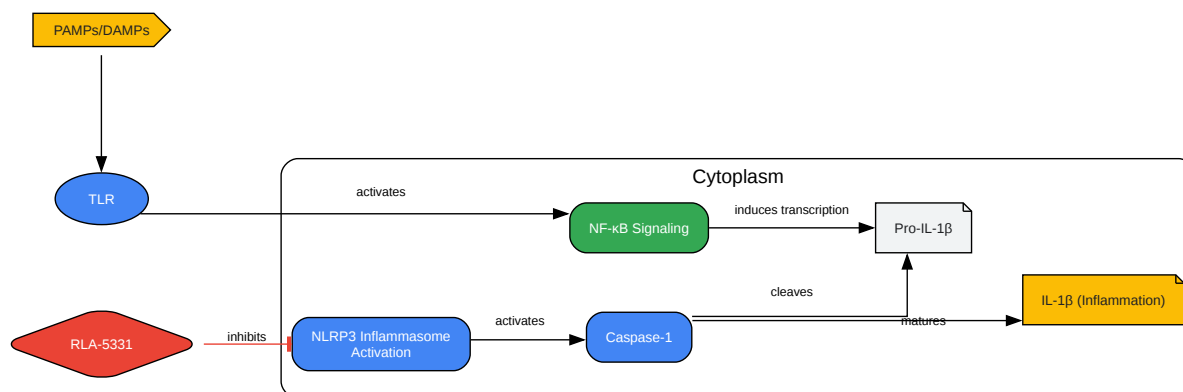 PAMPs/DAMPs
Cytoplasm
TLR
activates
NF-κB Signaling
induces transcription
Pro-IL-1β
cleaves
IL-1β (Inflammation)
RLA-5331
inhibits
NLRP3 Inflammasome
Activation
activates
Caspase-1
matures